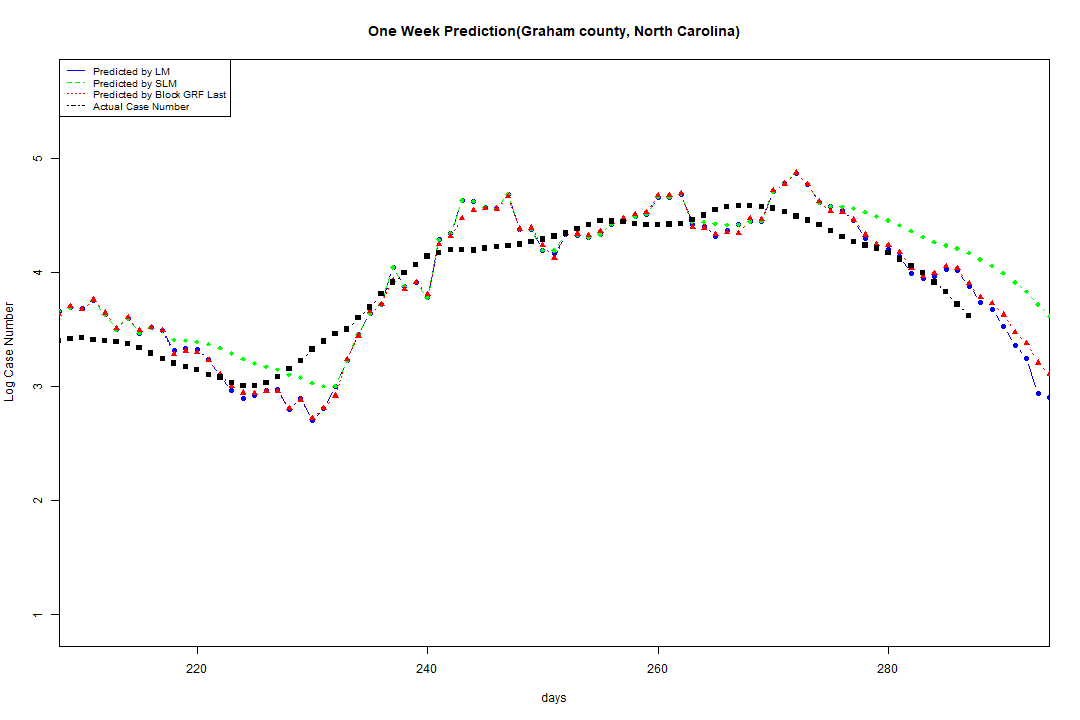 One Week Prediction(Graham county, North Carolina)
Predicted by LM
Predicted by SLM
Predicted by Block GRF Last
Actual Case Number
5
4
3
2
1
Log Case Number
220 240 260 280
days